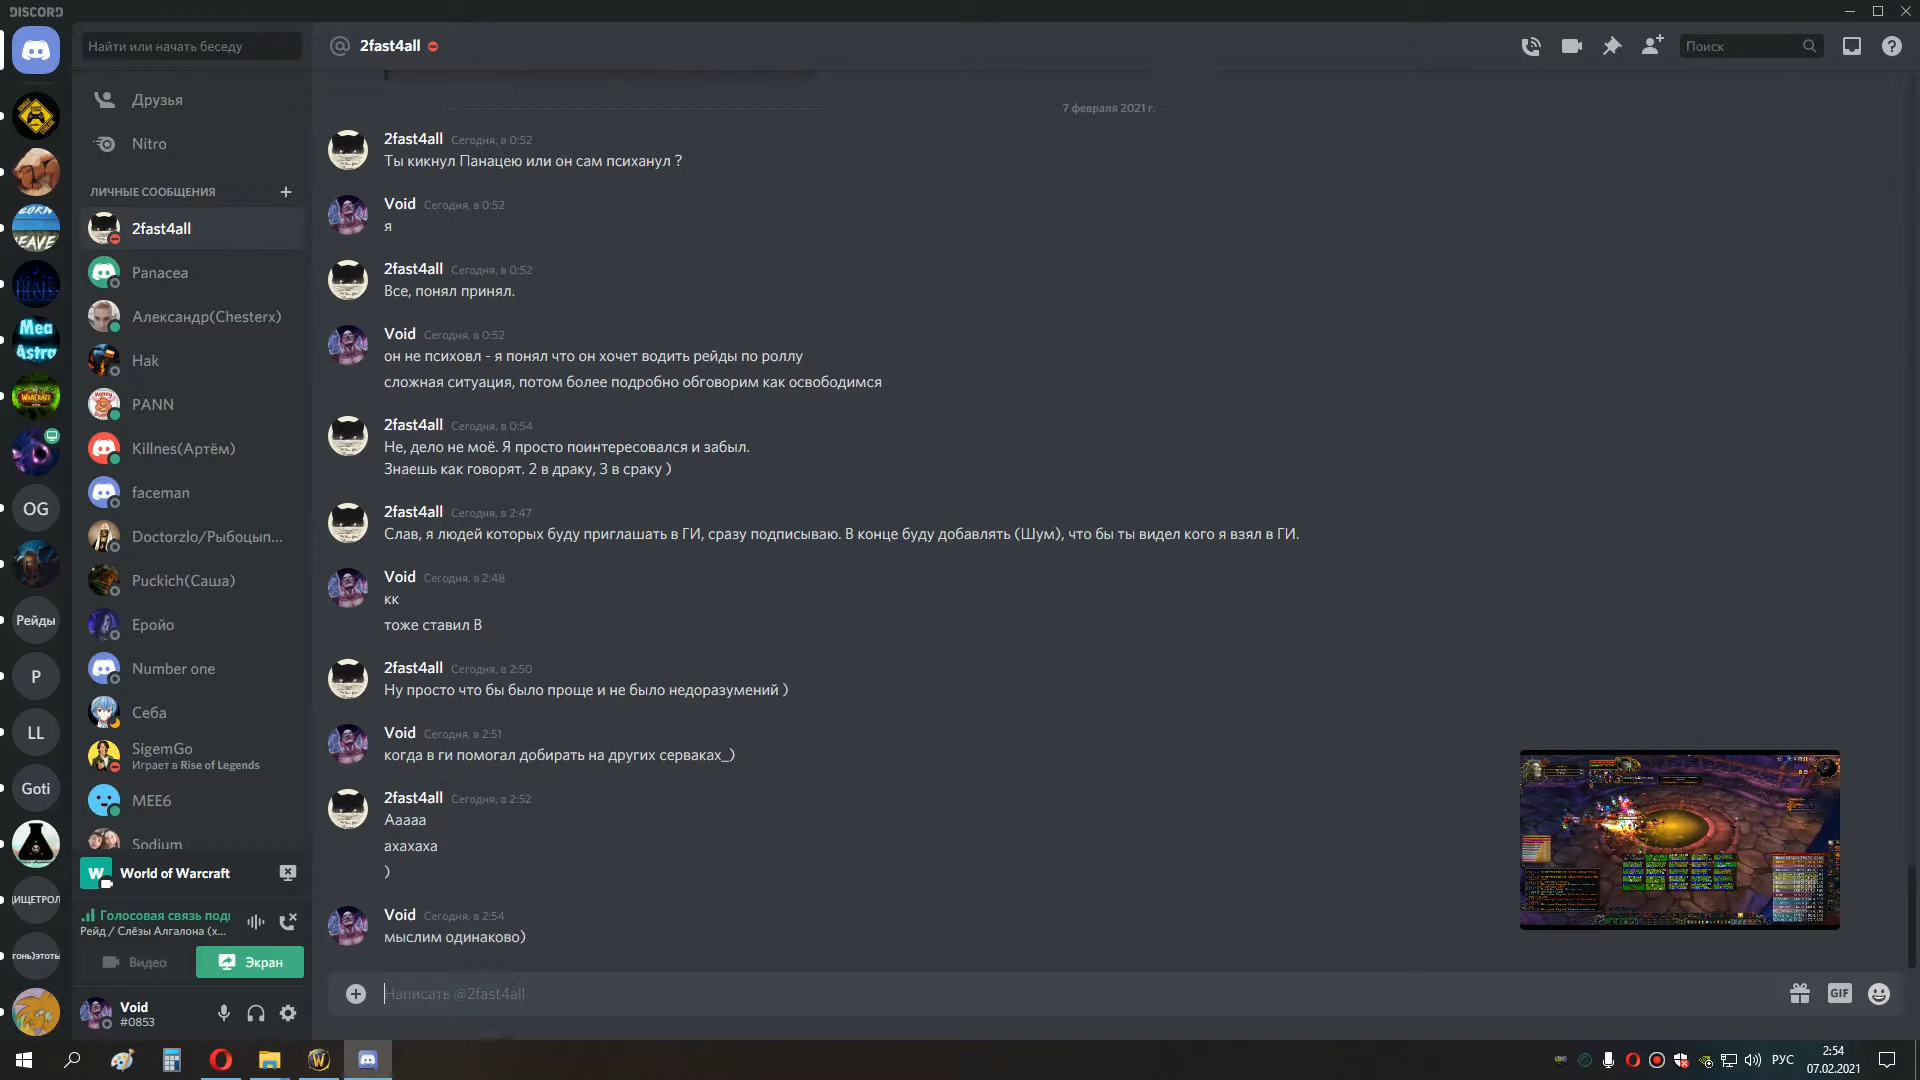 DISCORD
Найти или начать беседу
2fast4all
Поиск
Друзья
Nitro
ЛИЧНЫЕ СООБЩЕНИЯ
2fast4all
Panacea
Александр(Chesterx)
Hak
PANN
Killnes(Артём)
faceman
Doctorzlo/Рыбоцып...
Puckich(Саша)
Еройо
Number one
Себа
SigemGo
Играет в Rise of Legends
MEE6
Sodium
Mea
Astra
OG
Рейды
P
LL
Goti
World of Warcraft
Голосовая связь под
Рейд / Слёзы Алгалона (х...
Видео
Экран
Void
#0853
7 февраля 2021 г.
2fast4all Сегодня, в 0:52
Ты кикнул Панацею или он сам психанул ?
Void Сегодня, в 0:52
я
2fast4all Сегодня, в 0:52
Все, понял принял.
Void Сегодня, в 0:52
он не психовл - я понял что он хочет водить рейды по роллу
сложная ситуация, потом более подробно обговорим как освободимся
2fast4all Сегодня, в 0:54
Не, дело не моё. Я просто поинтересовался и забыл.
Знаешь как говорят. 2 в драку, 3 в сраку )
2fast4all Сегодня, в 2:47
Слав, я людей которых буду приглашать в ГИ, сразу подписываю. В конце буду добавлять (Шум), что бы ты видел кого я взял в ГИ.
Void Сегодня, в 2:48
кк
тоже ставил В
2fast4all Сегодня, в 2:50
Ну просто что бы было проще и не было недоразумений )
Void Сегодня, в 2:51
когда в ги помогал добирать на других серваках_)
2fast4all Сегодня, в 2:52
Ааааа
ахахаха
)
Void Сегодня, в 2:54
мыслим одинаково)
Написать @2fast4all
GIF
РУС
2:54
07.02.2021